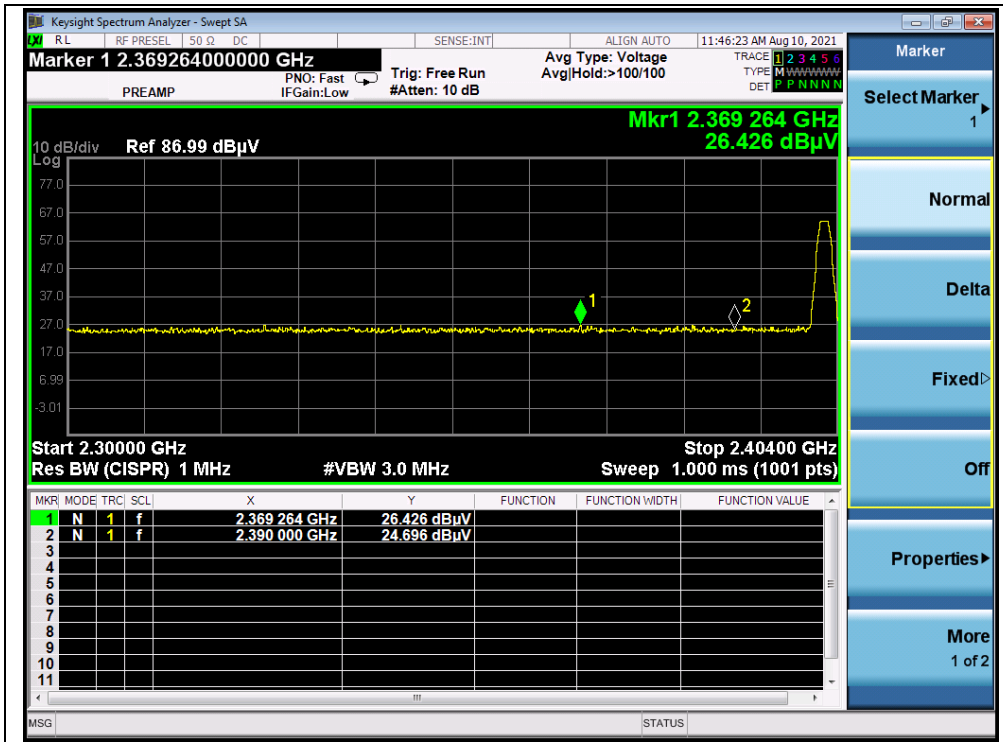 Keysight Spectrum Analyzer - Swept SA
LXI RL RF PRESEL 50 Ω DC SENSE:INT ALIGN AUTO 11:46:23 AM Aug 10, 2021
Marker 1 2.369264000000 GHz
PREAMP
PNO: Fast
IFGain:Low
Trig: Free Run
#Atten: 10 dB
Avg Type: Voltage
Avg|Hold:>100/100
TRACE 1 2 3 4 5 6
TYPE M W W W W W
DET P P N N N N
Mkr1 2.369 264 GHz
26.426 dBµV
10 dB/div Ref 86.99 dBµV
Log
77.0
67.0
57.0
47.0
37.0
27.0
17.0
6.99
-3.01
1
2
Start 2.30000 GHz Stop 2.40400 GHz
Res BW (CISPR) 1 MHz #VBW 3.0 MHz Sweep 1.000 ms (1001 pts)
MKR MODE TRC SCL X Y FUNCTION FUNCTION WIDTH FUNCTION VALUE
1 N 1 f 2.369 264 GHz 26.426 dBµV
2 N 1 f 2.390 000 GHz 24.696 dBµV
3
4
5
6
7
8
9
10
11
MSG STATUS
Marker
Select Marker
1
Normal
Delta
Fixed
Off
Properties
More
1 of 2